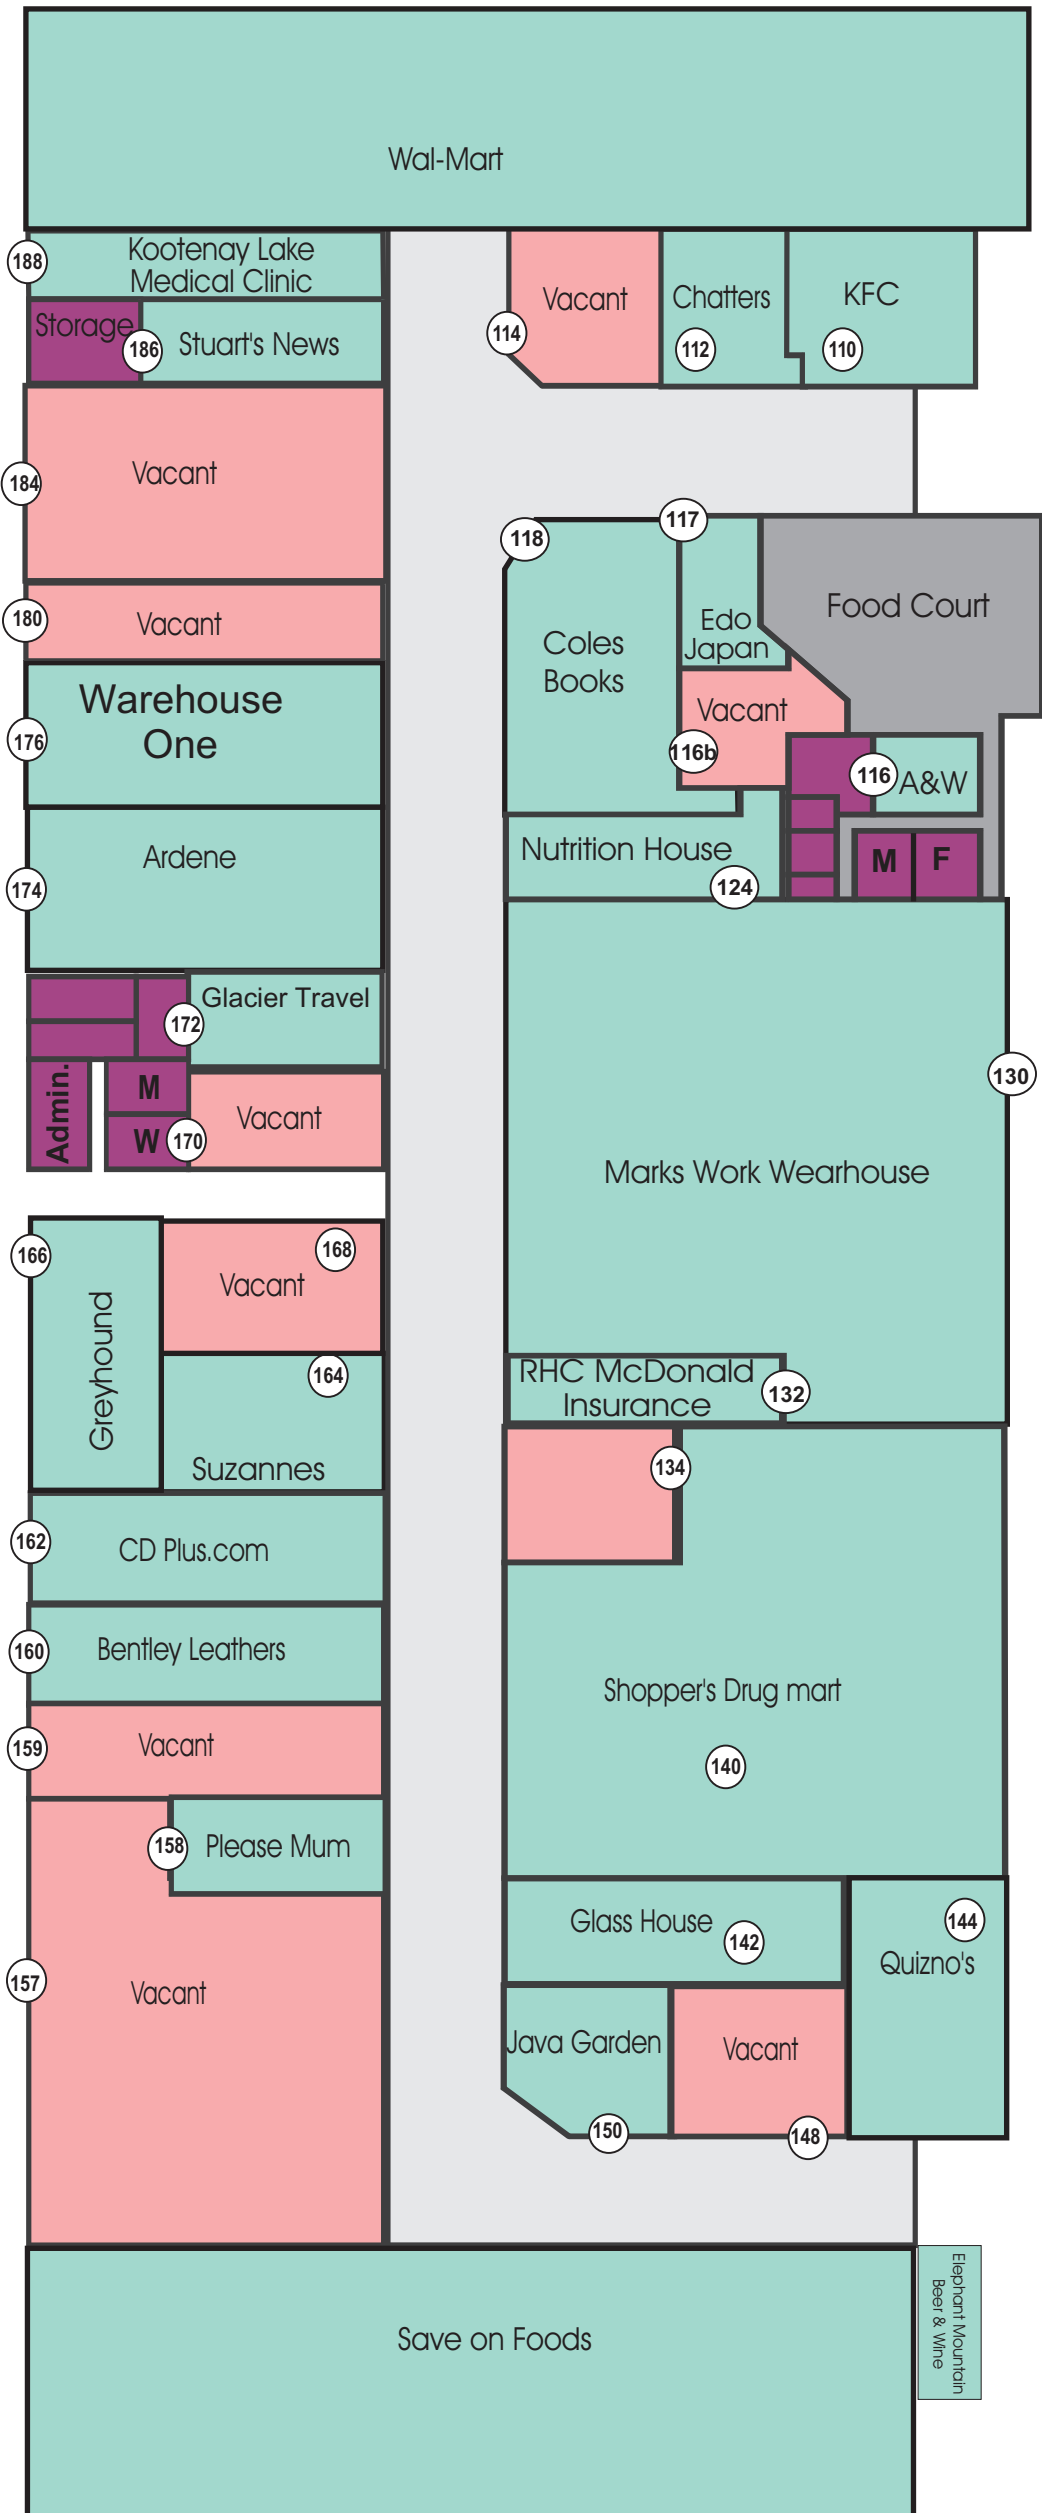 Wal-Mart
188
Kootenay Lake
Medical Clinic
Storage
186
Stuart's News
114
Vacant
Chatters
112
KFC
110
184
Vacant
180
Vacant
118
117
Coles
Books
Edo
Japan
Food Court
Vacant
116b
116
A&W
Warehouse
One
176
Nutrition House
124
M
F
Ardene
174
Glacier Travel
172
Admin.
M
W
170
Vacant
130
Marks Work Wearhouse
166
Greyhound
168
Vacant
164
Suzannes
RHC McDonald
Insurance
132
134
162
CD Plus.com
160
Bentley Leathers
159
Vacant
Shopper's Drug mart
140
158
Please Mum
157
Vacant
Glass House
142
144
Quizno's
Java Garden
150
Vacant
148
Elephant Mountain
Beer & Wine
Save on Foods